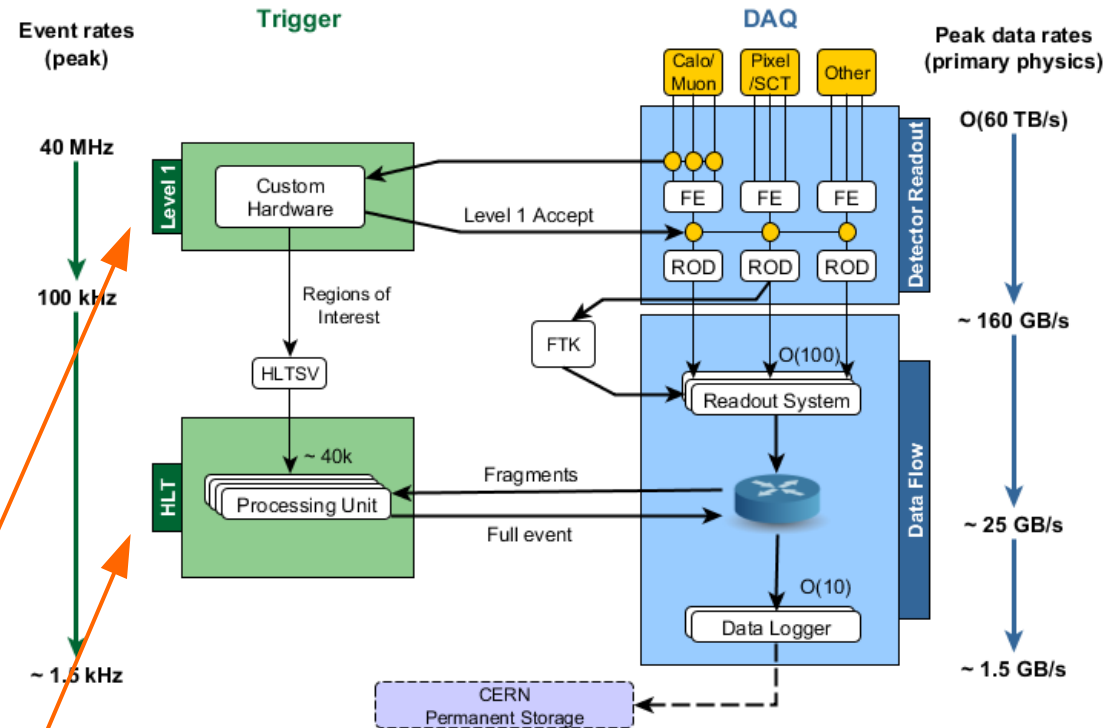 Trigger
DAQ
Event rates
(peak)
Peak data rates
(primary physics)
Calo/
Muon
Pixel
/SCT
Other
40 MHz
O(60 TB/s)
Level 1
Custom
Hardware
FE
FE
FE
Level 1 Accept
ROD
ROD
ROD
Detector Readout
100 kHz
Regions of
Interest
~ 160 GB/s
FTK
O(100)
HLTSV
Readout System
~ 40k
HLT
Processing Unit
Fragments
Full event
Data Flow
~ 25 GB/s
O(10)
Data Logger
~ 1.5 kHz
~ 1.5 GB/s
CERN
Permanent Storage